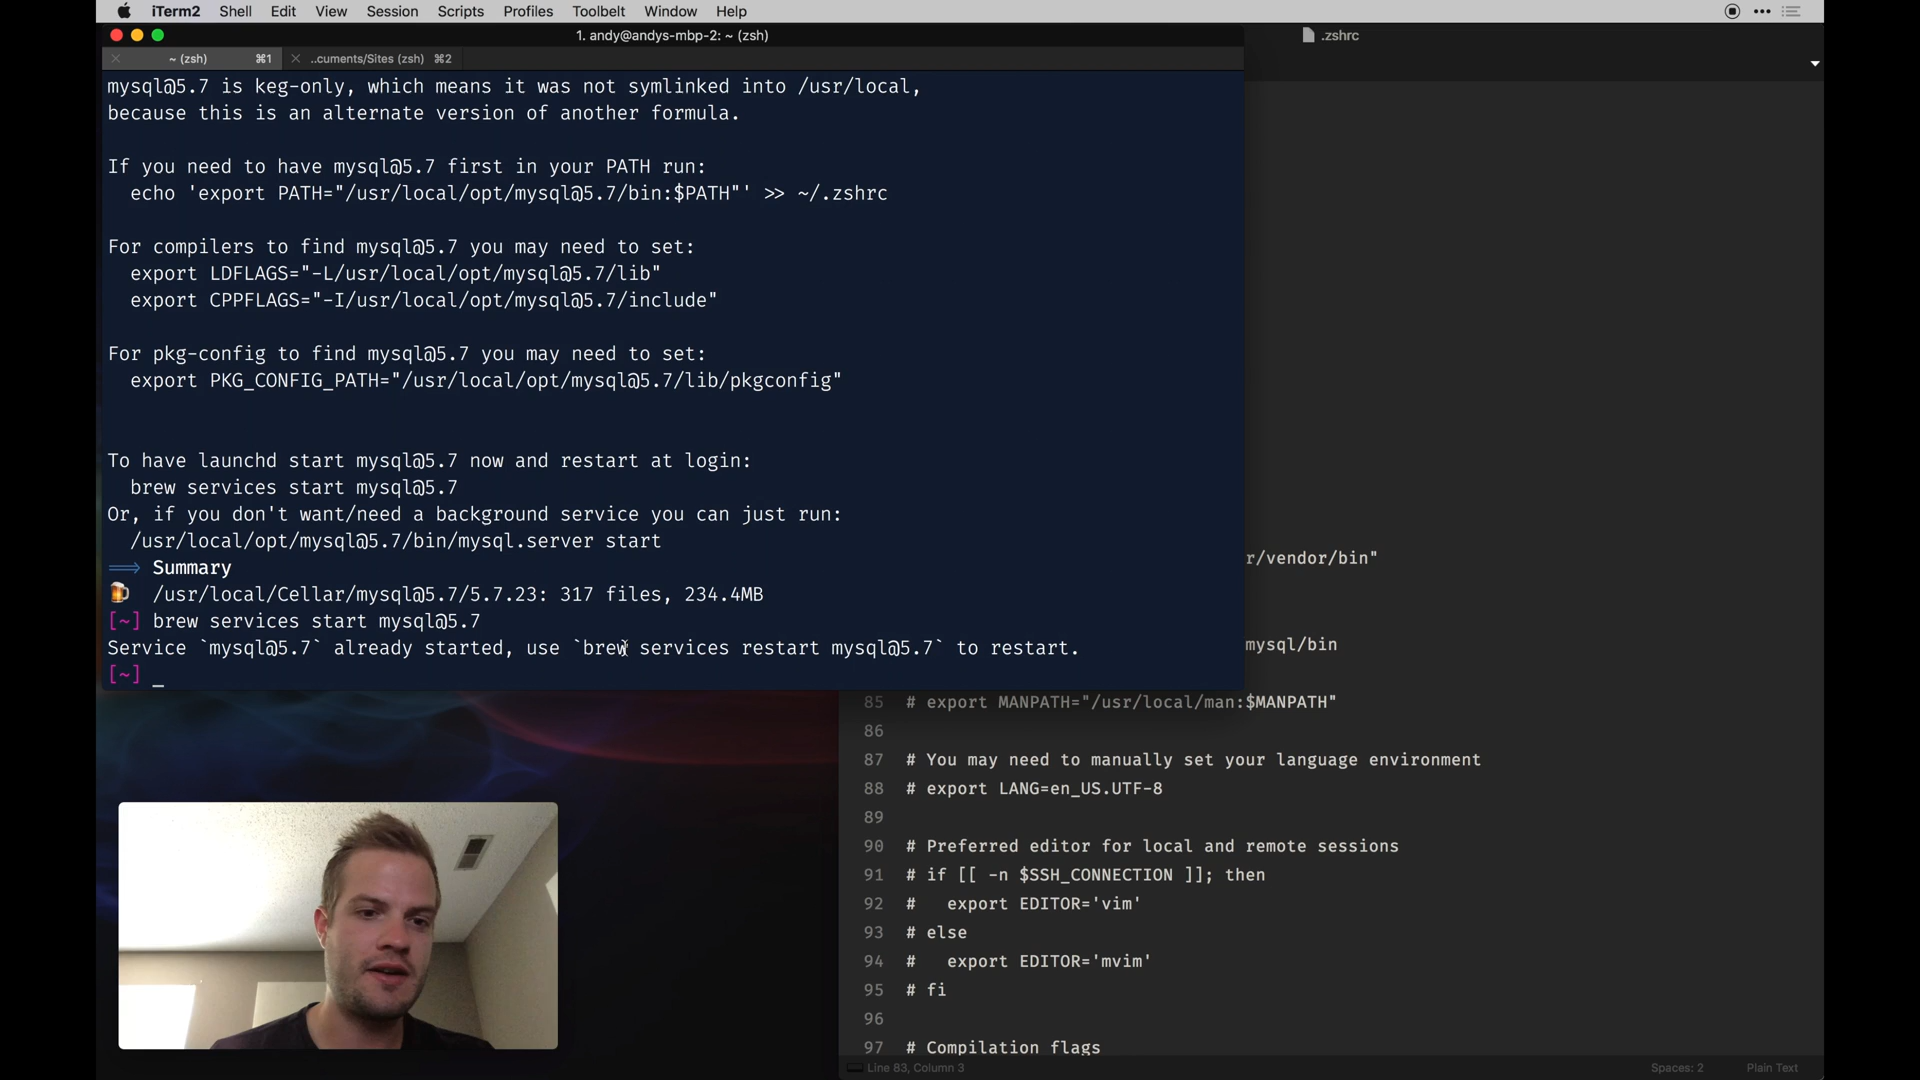 iTerm2 Shell Edit View Session Scripts Profiles Toolbelt Window Help
1. andy@andys-mbp-2: ~ (zsh)
.zshrc
~ (zsh) ⌘1 ..cuments/Sites (zsh) ⌘2
mysql@5.7 is keg-only, which means it was not symlinked into /usr/local,
because this is an alternate version of another formula.
If you need to have mysql@5.7 first in your PATH run:
echo 'export PATH="/usr/local/opt/mysql@5.7/bin:$PATH"' >> ~/.zshrc
For compilers to find mysql@5.7 you may need to set:
export LDFLAGS="-L/usr/local/opt/mysql@5.7/lib"
export CPPFLAGS="-I/usr/local/opt/mysql@5.7/include"
For pkg-config to find mysql@5.7 you may need to set:
export PKG_CONFIG_PATH="/usr/local/opt/mysql@5.7/lib/pkgconfig"
To have launchd start mysql@5.7 now and restart at login:
brew services start mysql@5.7
Or, if you don't want/need a background service you can just run:
/usr/local/opt/mysql@5.7/bin/mysql.server start
==> Summary
🍺 /usr/local/Cellar/mysql@5.7/5.7.23: 317 files, 234.4MB
[~] brew services start mysql@5.7
Service `mysql@5.7` already started, use `brew services restart mysql@5.7` to restart.
[~] _
r/vendor/bin"
mysql/bin
85 # export MANPATH="/usr/local/man:$MANPATH"
86
87 # You may need to manually set your language environment
88 # export LANG=en_US.UTF-8
89
90 # Preferred editor for local and remote sessions
91 # if [[ -n $SSH_CONNECTION ]]; then
92 #   export EDITOR='vim'
93 # else
94 #   export EDITOR='mvim'
95 # fi
96
97 # Compilation flags
Line 83, Column 3 Spaces: 2 Plain Text